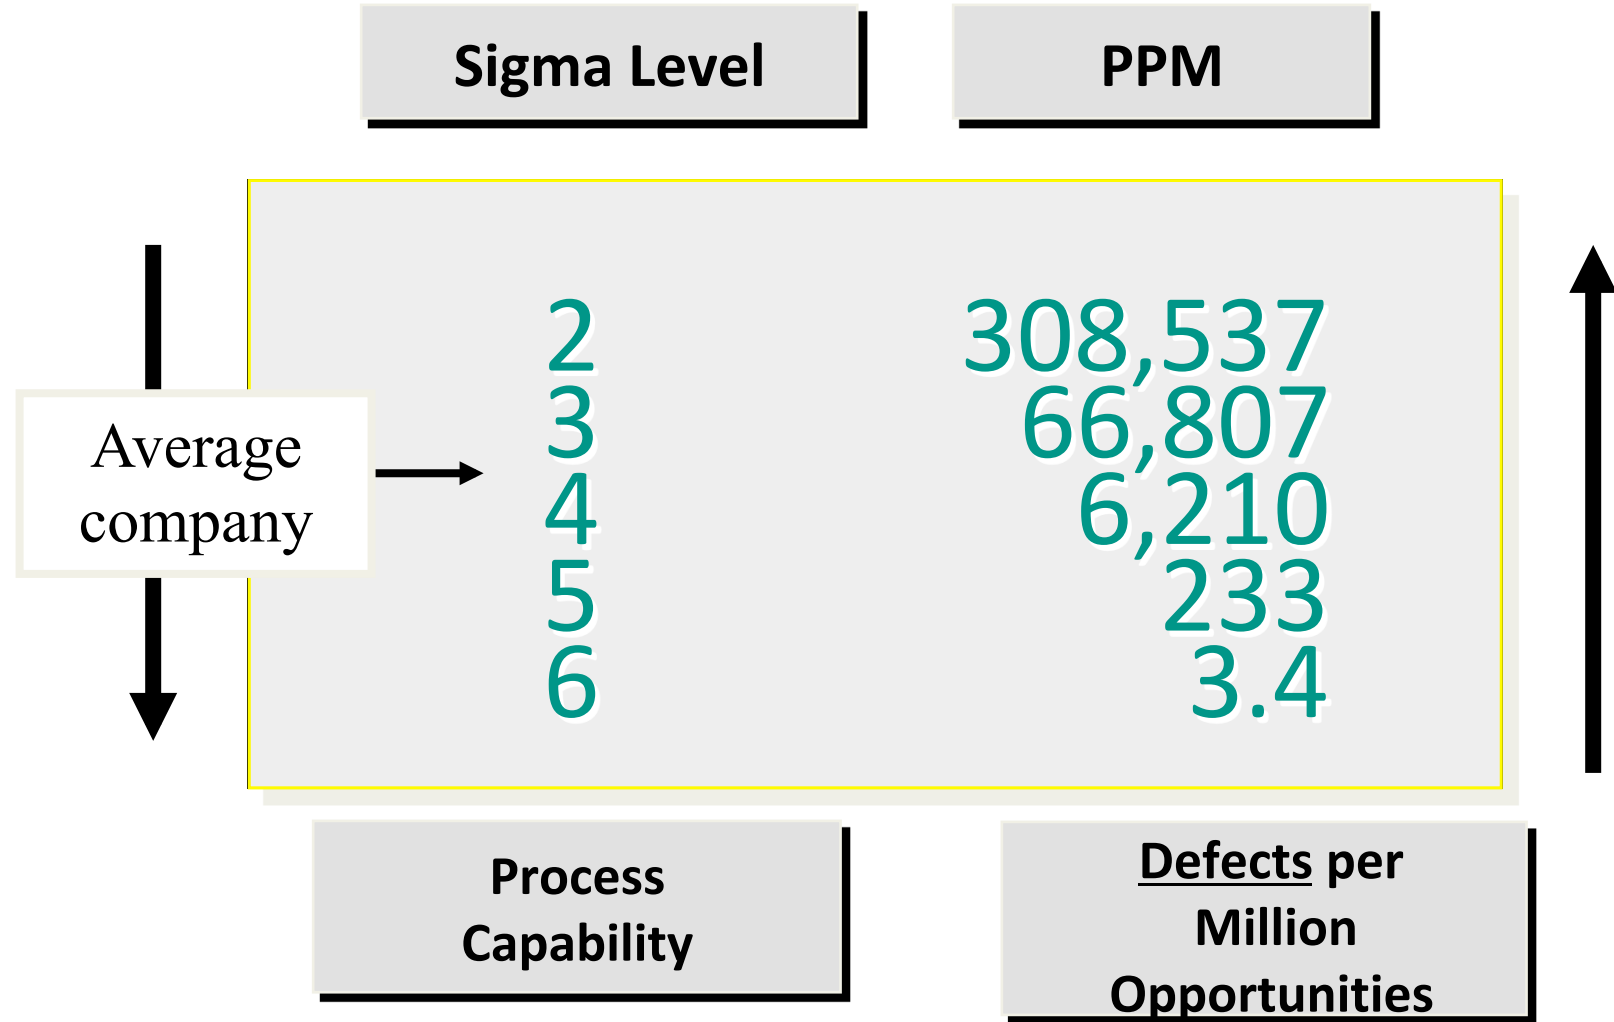 Sigma Level
PPM
2 308,537
3 66,807
Average
company
4 6,210
5 233
6 3.4
Process
Capability
Defects per
Million
Opportunities